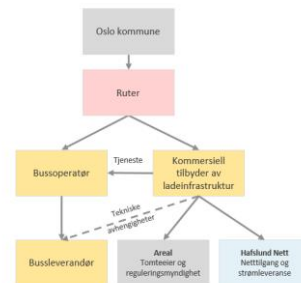 Oslo kommune
Ruter
Tjeneste
Bussoperatør
Kommersiell
tilbyder av
ladeinfrastruktur
Tekniske
avhengigheter
Bussleverandør
Areal
Tomteeier og
reguleringsmyndighet
Hafslund Nett
Nettilgang og
strømleveranse